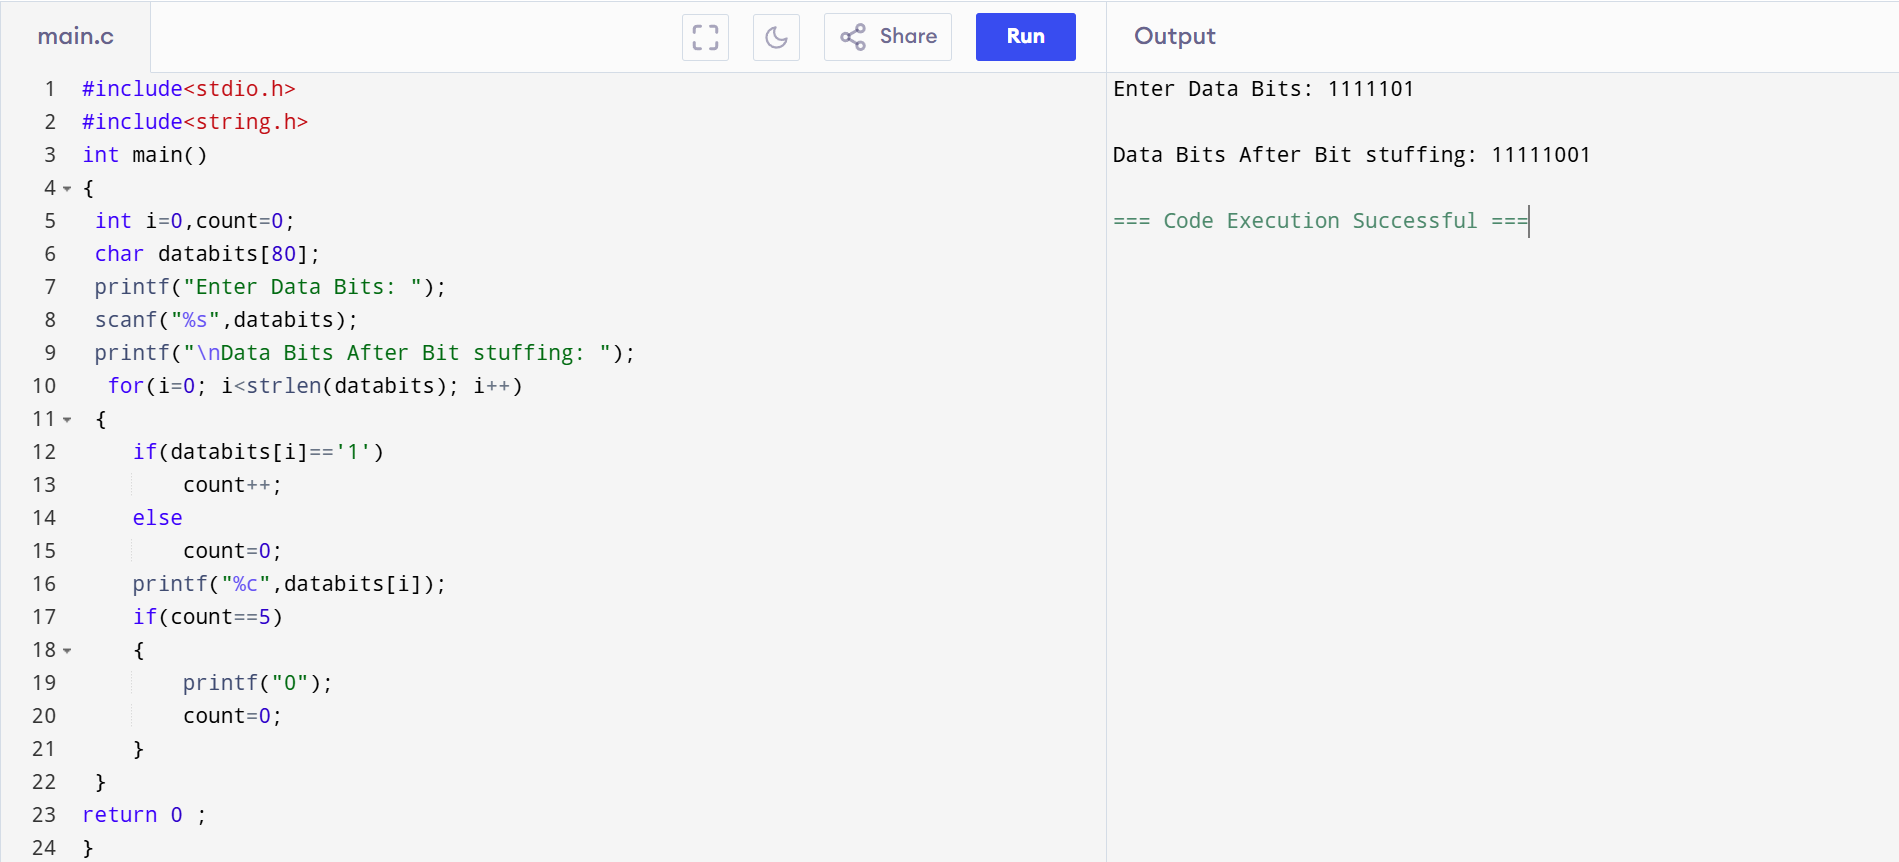 main.c
Share
Run
Output
1 #include<stdio.h>
2 #include<string.h>
3 int main()
4 {
5 int i=0,count=0;
6 char databits[80];
7 printf("Enter Data Bits: ");
8 scanf("%s",databits);
9 printf("\nData Bits After Bit stuffing: ");
10 for(i=0; i<strlen(databits); i++)
11 {
12 if(databits[i]=='1')
13 count++;
14 else
15 count=0;
16 printf("%c",databits[i]);
17 if(count==5)
18 {
19 printf("0");
20 count=0;
21 }
22 }
23 return 0 ;
24 }
Enter Data Bits: 1111101
Data Bits After Bit stuffing: 11111001
=== Code Execution Successful ===